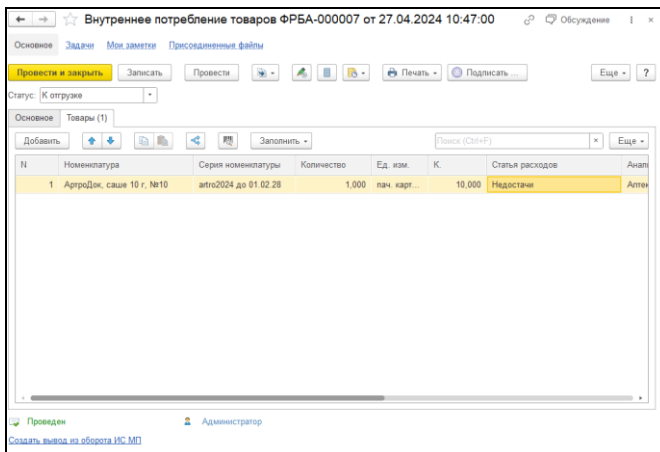 Внутреннее потребление товаров ФРБА-000007 от 27.04.2024 10:47:00 Обсуждение
Основное Задачи Мои заметки Присоединенные файлы
Провести и закрыть Записать Провести Печать Подписать ... Еще ?
Статус: К отгрузке
Основное Товары (1)
Добавить Заполнить Поиск (Ctrl+F) × Еще
N Номенклатура Серия номенклатуры Количество Ед. изм. К. Статья расходов Анали
1 АртроДок, саше 10 г, №10 artro2024 до 01.02.28 1,000 пач. карт... 10,000 Недостачи Аптек
Проведен Администратор
Создать вывод из оборота ИС МП